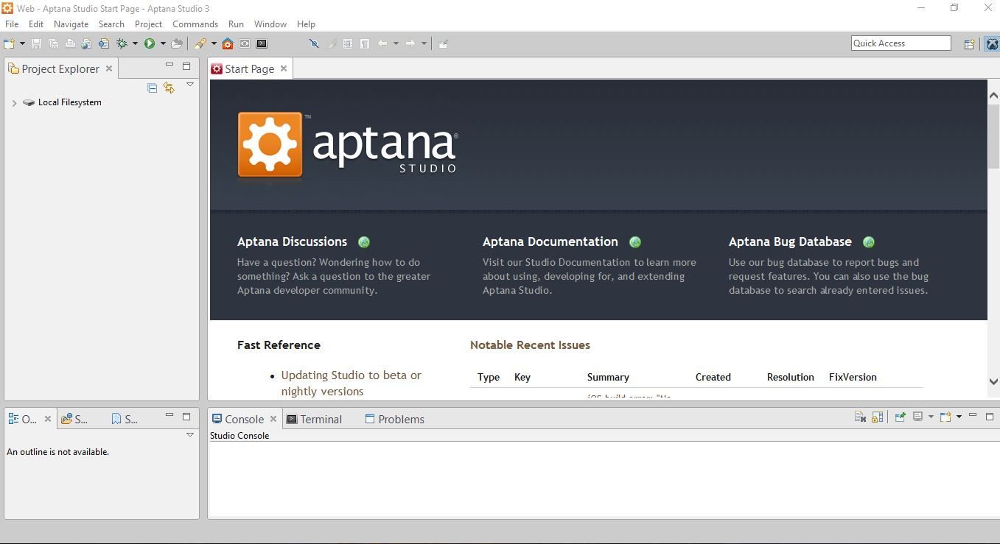 Web - Aptana Studio Start Page - Aptana Studio 3
File Edit Navigate Search Project Commands Run Window Help
Quick Access
Project Explorer
Local Filesystem
Start Page
™
aptana®
STUDIO
Aptana Discussions
Have a question? Wondering how to do
something? Ask a question to the greater
Aptana developer community.
Aptana Documentation
Visit our Studio Documentation to learn more
about using, developing for, and extending
Aptana Studio.
Aptana Bug Database
Use our bug database to report bugs and
request features. You can also use the bug
database to search already entered issues.
Fast Reference
• Updating Studio to beta or
nightly versions
Notable Recent Issues
Type Key Summary Created Resolution FixVersion
iOS build error: "No
O... S... S...
An outline is not available.
Console Terminal Problems
Studio Console